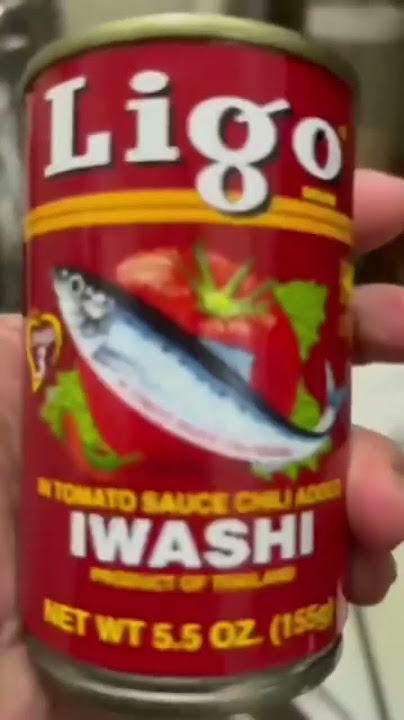 Ligo
IN TOMATO SAUCE CHILI ADDED
IWASHI
PRODUCT OF THAILAND
NET WT 5.5 OZ. (155g)